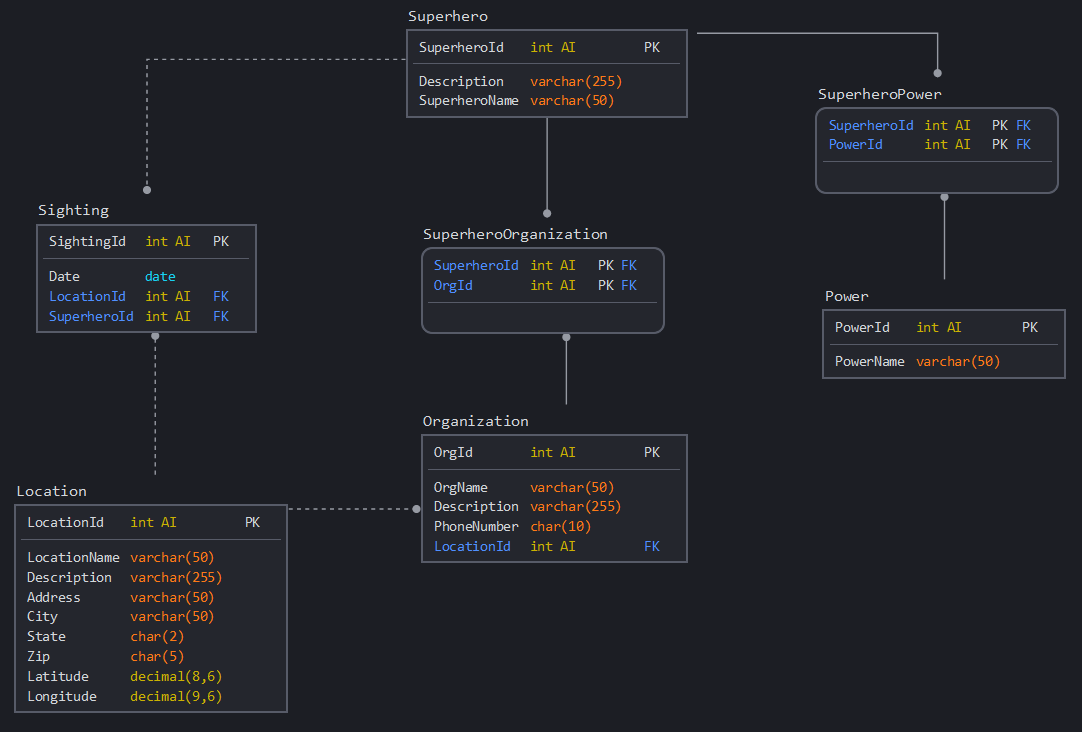 Superhero
SuperheroId int AI PK
Description varchar(255)
SuperheroName varchar(50)
SuperheroPower
SuperheroId int AI PK FK
PowerId int AI PK FK
Sighting
SightingId int AI PK
Date date
LocationId int AI FK
SuperheroId int AI FK
SuperheroOrganization
SuperheroId int AI PK FK
OrgId int AI PK FK
Power
PowerId int AI PK
PowerName varchar(50)
Organization
OrgId int AI PK
OrgName varchar(50)
Description varchar(255)
PhoneNumber char(10)
LocationId int AI FK
Location
LocationId int AI PK
LocationName varchar(50)
Description varchar(255)
Address varchar(50)
City varchar(50)
State char(2)
Zip char(5)
Latitude decimal(8,6)
Longitude decimal(9,6)